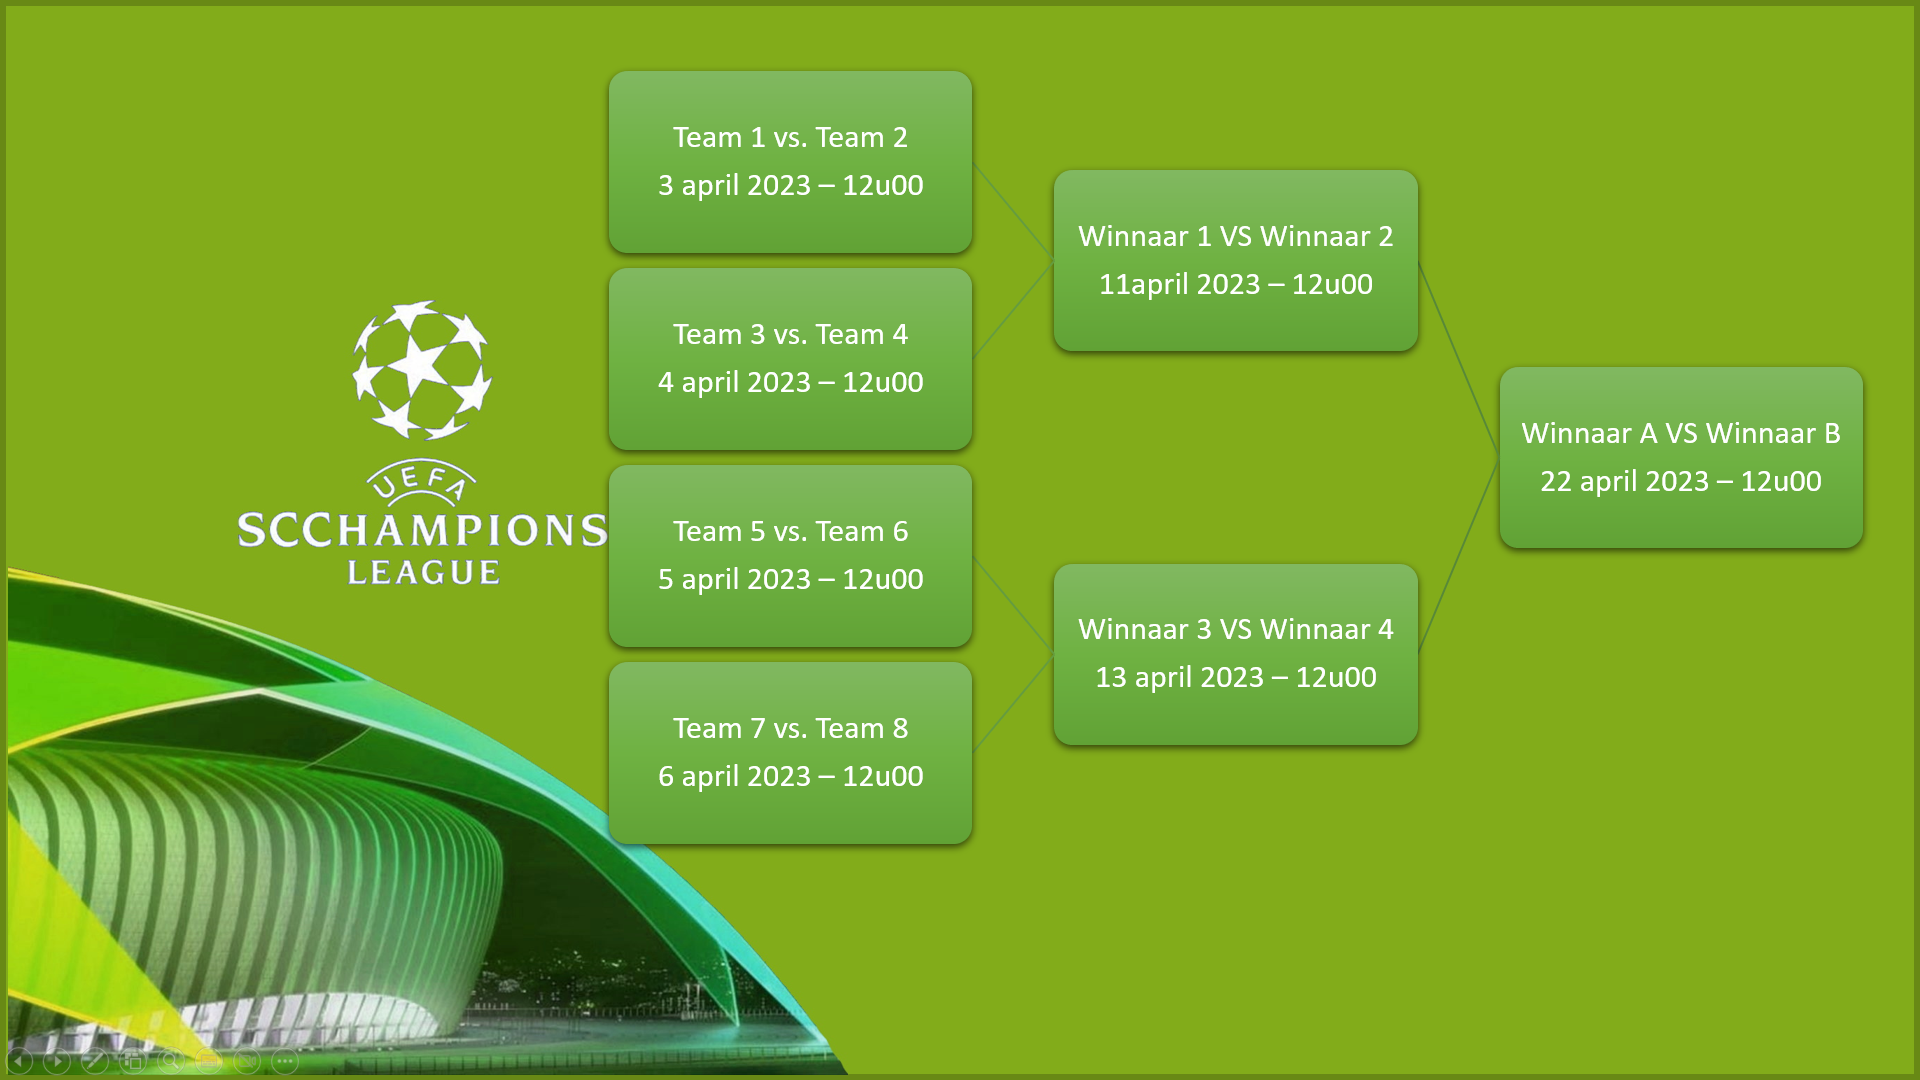 UEFA
SCCHAMPIONS
LEAGUE
Team 1 vs. Team 2
3 april 2023 – 12u00
Team 3 vs. Team 4
4 april 2023 – 12u00
Team 5 vs. Team 6
5 april 2023 – 12u00
Team 7 vs. Team 8
6 april 2023 – 12u00
Winnaar 1 VS Winnaar 2
11april 2023 – 12u00
Winnaar 3 VS Winnaar 4
13 april 2023 – 12u00
Winnaar A VS Winnaar B
22 april 2023 – 12u00